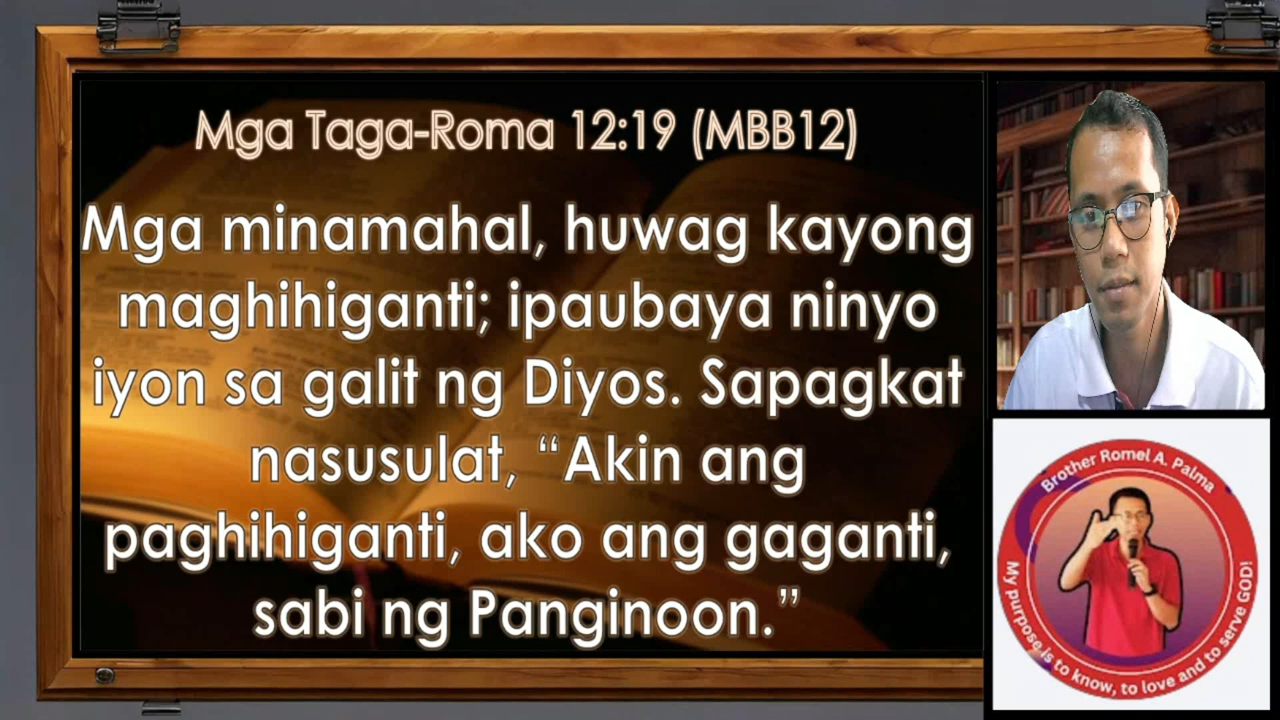 Mga Taga-Roma 12:19 (MBB12)
Mga minamahal, huwag kayong
maghihiganti; ipaubaya ninyo
iyon sa galit ng Diyos. Sapagkat
nasusulat, “Akin ang
paghihiganti, ako ang gaganti,
sabi ng Panginoon.”
Brother Romel A. Palma
My purpose is to know, to love and to serve GOD!